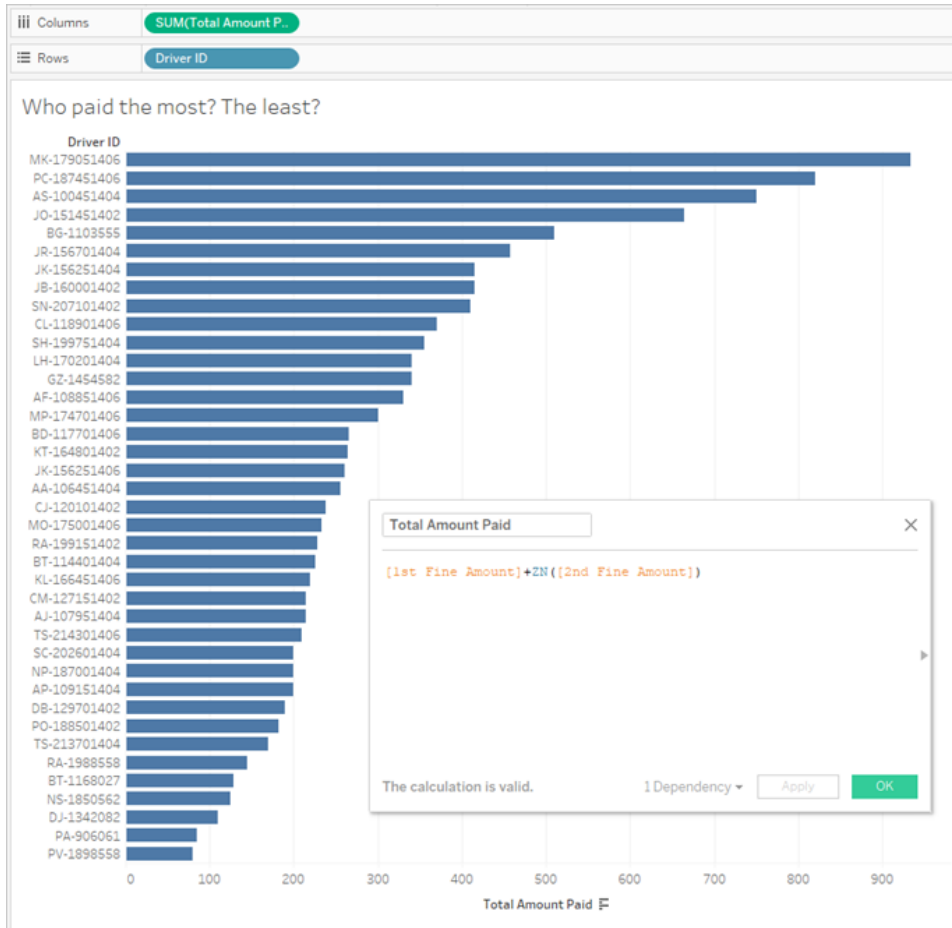 Columns
SUM(Total Amount P..
Rows
Driver ID
Who paid the most? The least?
Driver ID
MK-179051406
PC-187451406
AS-100451404
JO-151451402
BG-1103555
JR-156701404
JK-156251404
JB-160001402
SN-207101402
CL-118901406
SH-199751404
LH-170201404
GZ-1454582
AF-108851406
MP-174701406
BD-117701406
KT-164801402
JK-156251406
AA-106451404
CJ-120101402
MO-175001406
RA-199151402
BT-114401404
KL-166451406
CM-127151402
AJ-107951404
TS-214301406
SC-202601404
NP-187001404
AP-109151404
DB-129701402
PO-188501402
TS-213701404
RA-1988558
BT-1168027
NS-1850562
DJ-1342082
PA-906061
PV-1898558
0 100 200 300 400 500 600 700 800 900
Total Amount Paid
Total Amount Paid
[1st Fine Amount]+ZN([2nd Fine Amount])
The calculation is valid.
1 Dependency
Apply
OK